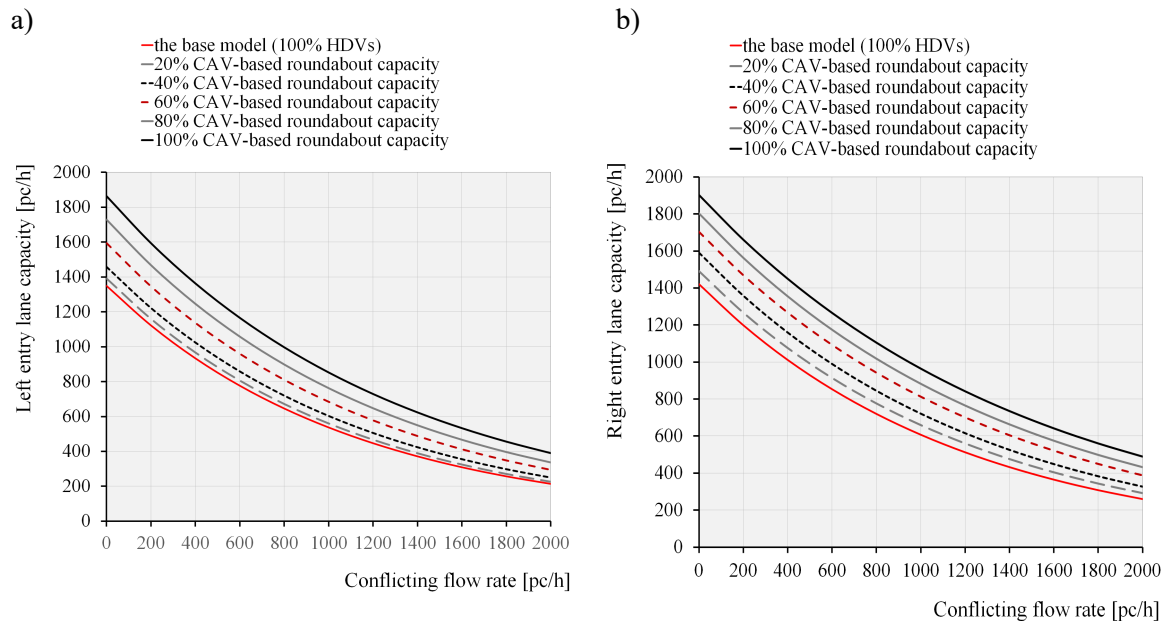 a)
the base model (100% HDVs)
20% CAV-based roundabout capacity
40% CAV-based roundabout capacity
60% CAV-based roundabout capacity
80% CAV-based roundabout capacity
100% CAV-based roundabout capacity
Left entry lane capacity [pc/h]
2000
1800
1600
1400
1200
1000
800
600
400
200
0
0 200 400 600 800 1000 1200 1400 1600 1800 2000
Conflicting flow rate [pc/h]
b)
the base model (100% HDVs)
20% CAV-based roundabout capacity
40% CAV-based roundabout capacity
60% CAV-based roundabout capacity
80% CAV-based roundabout capacity
100% CAV-based roundabout capacity
Right entry lane capacity [pc/h]
2000
1800
1600
1400
1200
1000
800
600
400
200
0
0 200 400 600 800 1000 1200 1400 1600 1800 2000
Conflicting flow rate [pc/h]